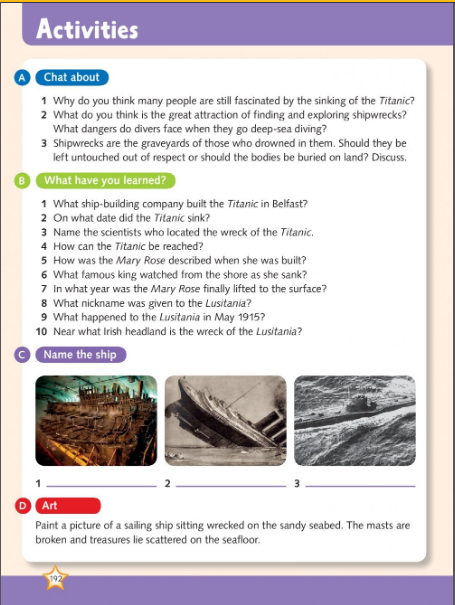 Activities
A Chat about
1 Why do you think many people are still fascinated by the sinking of the Titanic?
2 What do you think is the great attraction of finding and exploring shipwrecks?
What dangers do divers face when they go deep-sea diving?
3 Shipwrecks are the graveyards of those who drowned in them. Should they be
left untouched out of respect or should the bodies be buried on land? Discuss.
B What have you learned?
1 What ship-building company built the Titanic in Belfast?
2 On what date did the Titanic sink?
3 Name the scientists who located the wreck of the Titanic.
4 How can the Titanic be reached?
5 How was the Mary Rose described when she was built?
6 What famous king watched from the shore as she sank?
7 In what year was the Mary Rose finally lifted to the surface?
8 What nickname was given to the Lusitania?
9 What happened to the Lusitania in May 1915?
10 Near what Irish headland is the wreck of the Lusitania?
C Name the ship
1 2 3
D Art
Paint a picture of a sailing ship sitting wrecked on the sandy seabed. The masts are
broken and treasures lie scattered on the seafloor.
192